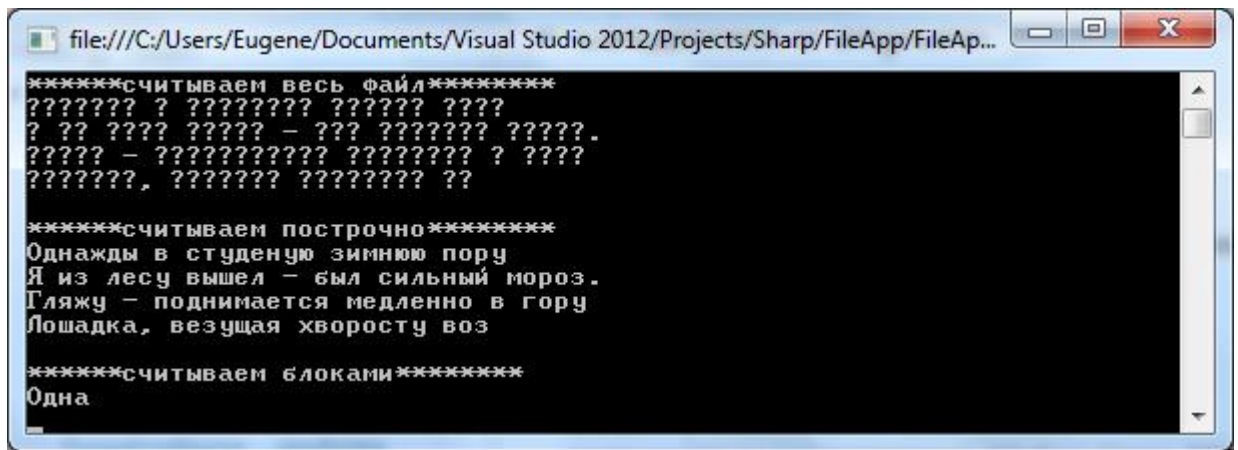 file:///C:/Users/Eugene/Documents/Visual Studio 2012/Projects/Sharp/FileApp/FileAp...
******считываем весь файл********
??????? ? ???????? ?????? ????
? ?? ???? ????? – ??? ??????? ?????.
????? – ??????????? ???????? ? ????
???????, ??????? ???????? ??
******считываем построчно********
Однажды в студеную зимнюю пору
Я из лесу вышел – был сильный мороз.
Гляжу – поднимается медленно в гору
Лошадка, везущая хворосту воз
******считываем блоками********
Одна